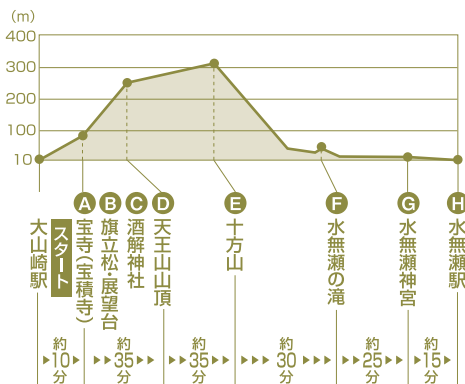 (m)
400
300
200
100
10
A
B
C
D
E
F
G
H
大山崎駅
スタート
宝寺(宝積寺)
旗立松・展望台
酒解神社
天王山山頂
十方山
水無瀬の滝
水無瀬神宮
水無瀬駅
約10分
約35分
約35分
約30分
約25分
約15分